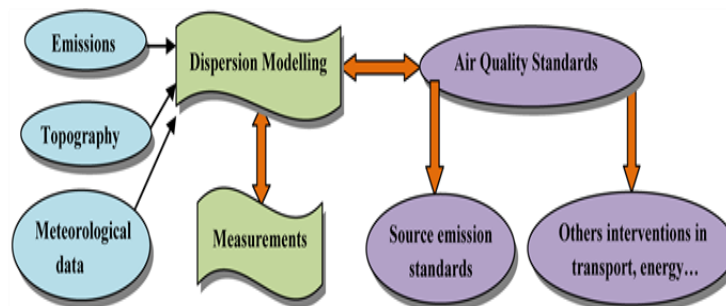 Emissions
Dispersion Modelling
Air Quality Standards
Topography
Meteorological
data
Measurements
Source emission
standards
Others interventions in
transport, energy...